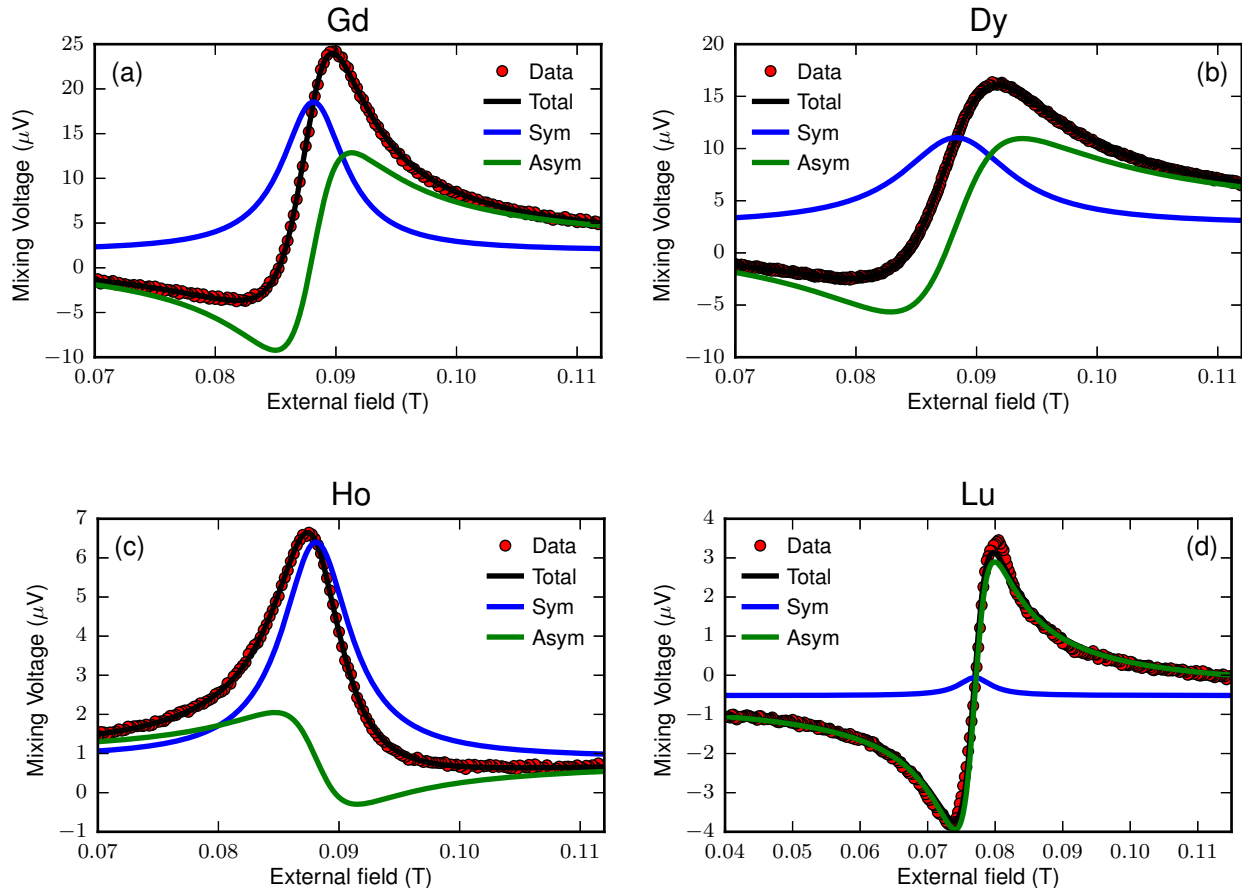 Gd
(a)
Data
Total
Sym
Asym
25
20
15
10
5
0
−5
−10
Mixing Voltage (μV)
0.07 0.08 0.09 0.10 0.11
External field (T)
Dy
(b)
Data
Total
Sym
Asym
20
15
10
5
0
−5
−10
Mixing Voltage (μV)
0.07 0.08 0.09 0.10 0.11
External field (T)
Ho
(c)
Data
Total
Sym
Asym
7
6
5
4
3
2
1
0
−1
Mixing Voltage (μV)
0.07 0.08 0.09 0.10 0.11
External field (T)
Lu
(d)
Data
Total
Sym
Asym
4
3
2
1
0
−1
−2
−3
−4
Mixing Voltage (μV)
0.04 0.05 0.06 0.07 0.08 0.09 0.10 0.11
External field (T)